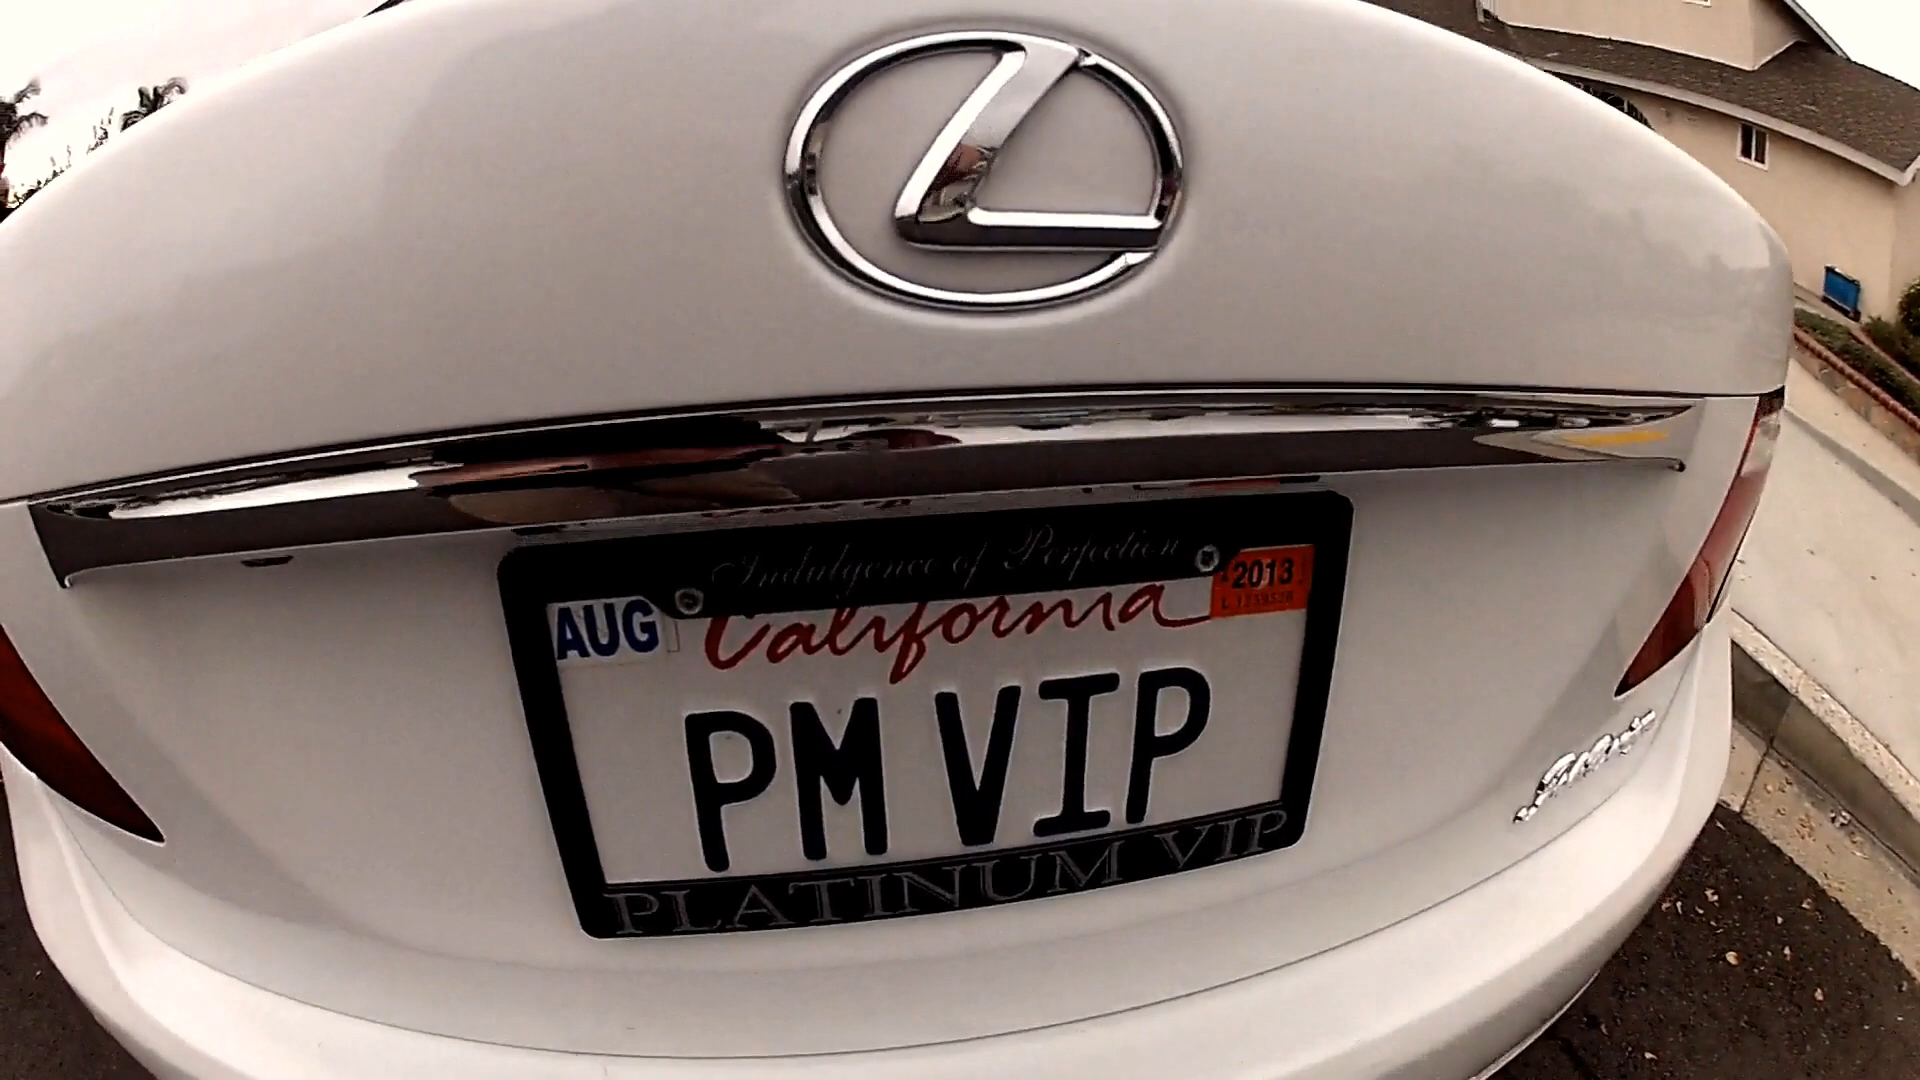 Indulgence of Perfection
AUG California 2013
PM VIP
PLATINUM VIP